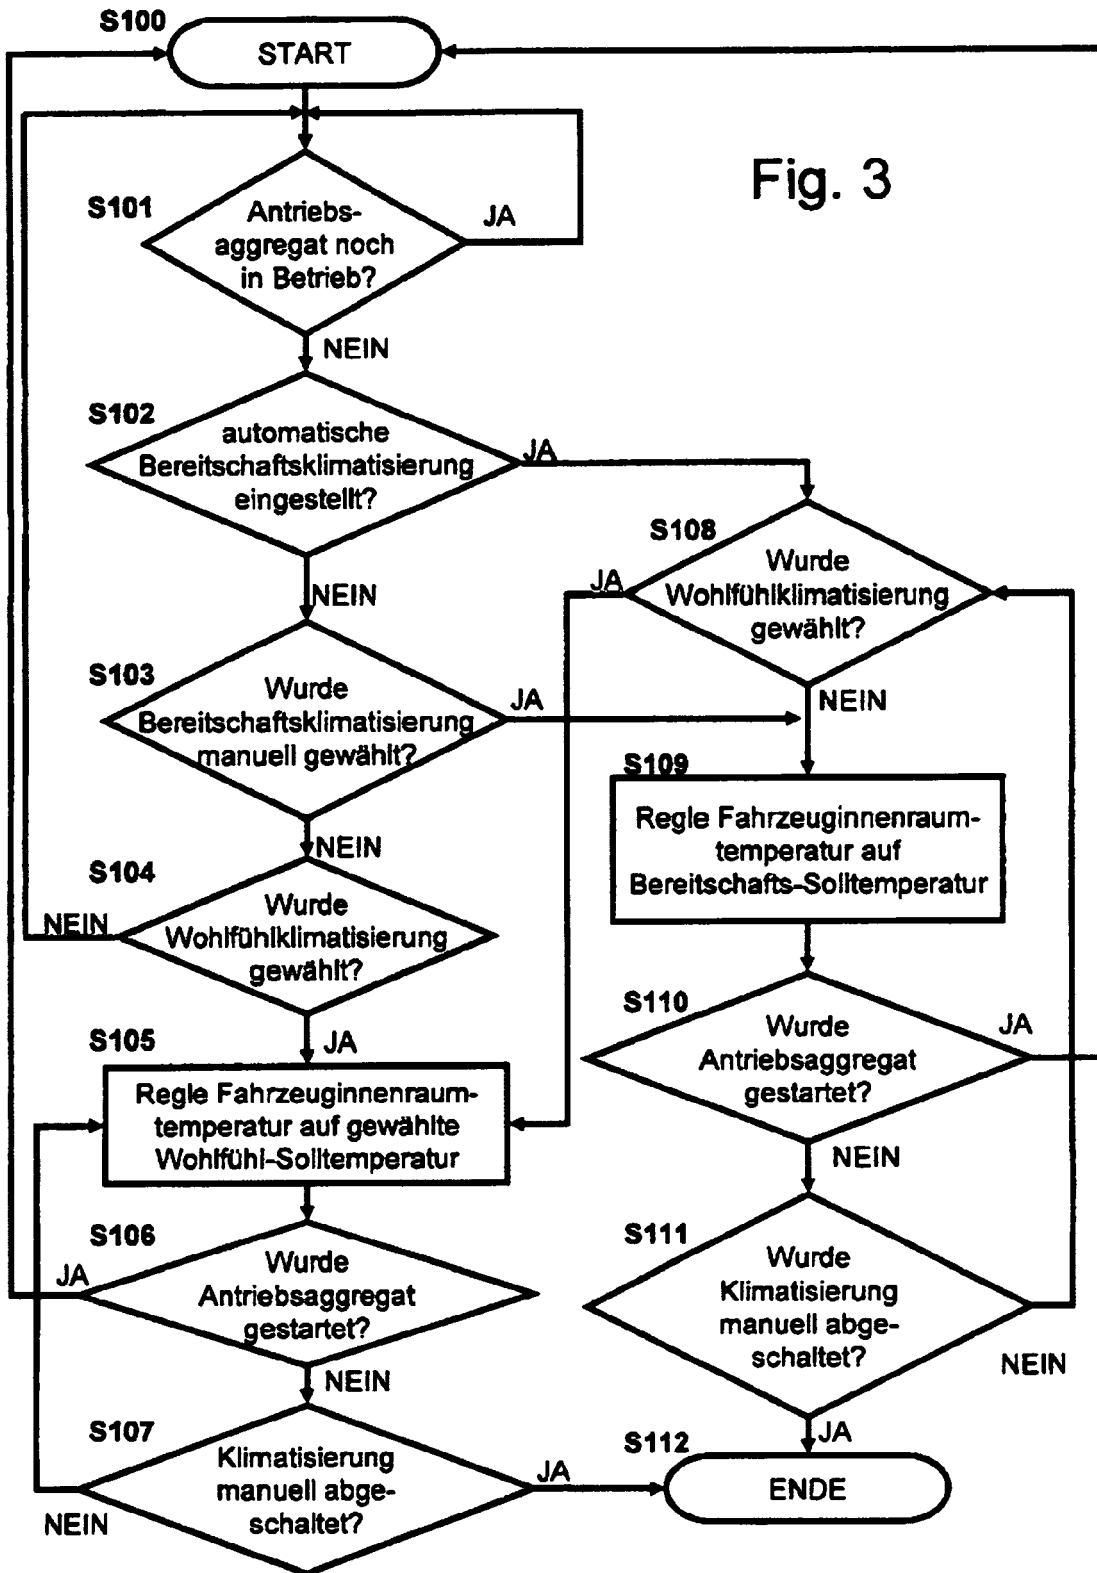 S100
START
Fig. 3
S101
Antriebs-
aggregat noch
in Betrieb?
JA
NEIN
S102
automatische
Bereitschaftsklimatisierung
eingestellt?
JA
NEIN
S108
Wurde
Wohlfühlklimatisierung
gewählt?
JA
NEIN
S103
Wurde
Bereitschaftsklimatisierung
manuell gewählt?
JA
NEIN
S109
Regle Fahrzeuginnenraum-
temperatur auf
Bereitschafts-Solltemperatur
S104
Wurde
Wohlfühlklimatisierung
gewählt?
NEIN
JA
S105
Regle Fahrzeuginnenraum-
temperatur auf gewählte
Wohlfühl-Solltemperatur
S110
Wurde
Antriebsaggregat
gestartet?
JA
NEIN
S106
Wurde
Antriebsaggregat
gestartet?
JA
NEIN
S111
Wurde
Klimatisierung
manuell abge-
schaltet?
NEIN
JA
S107
Klimatisierung
manuell abge-
schaltet?
JA
NEIN
S112
ENDE